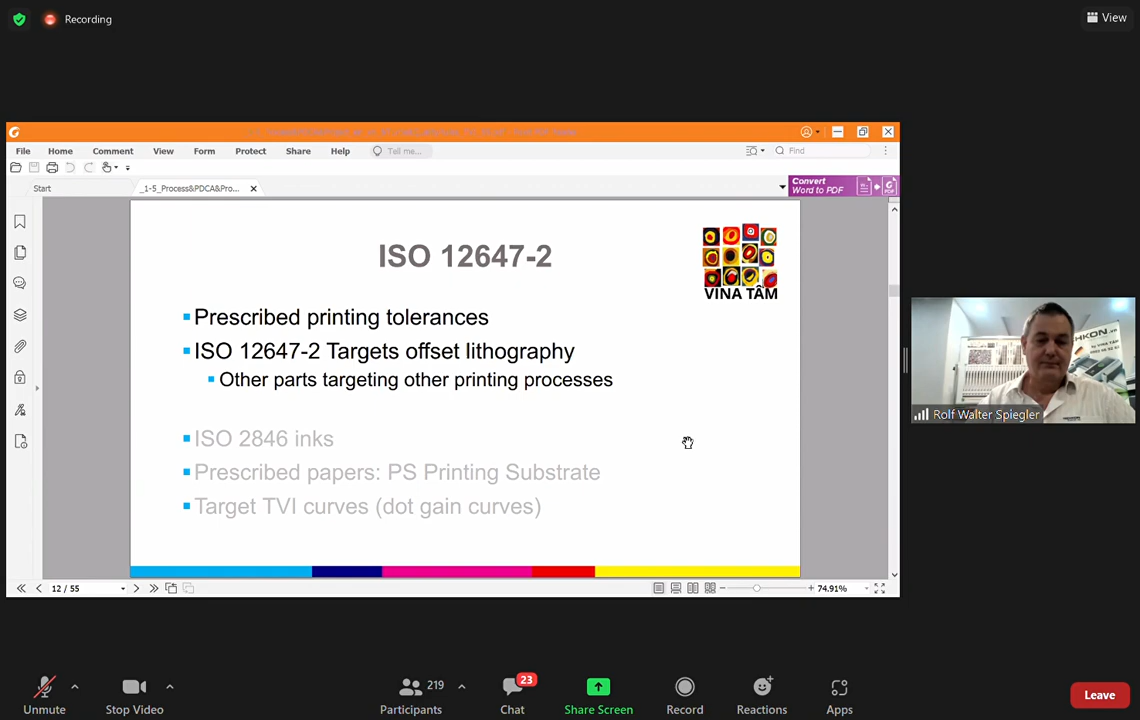 Recording
View
File Home Comment View Form Protect Share Help Tell me... Find
Start
_1-5_Process&PDCA&Pro...
Convert
Word to PDF
ISO 12647-2
VINA TÂM
▪Prescribed printing tolerances
▪ISO 12647-2 Targets offset lithography
▪Other parts targeting other printing processes
▪ISO 2846 inks
▪Prescribed papers: PS Printing Substrate
▪Target TVI curves (dot gain curves)
12 / 55
74.91%
Rolf Walter Spiegler
219
23
Unmute Stop Video Participants Chat Share Screen Record Reactions Apps Leave